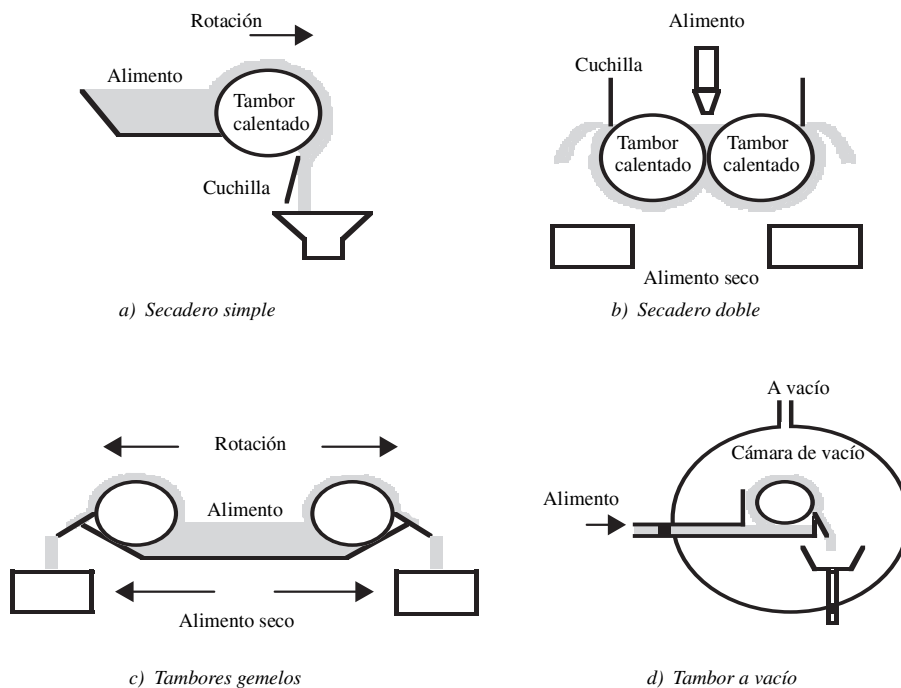 Rotación
Alimento
Tambor
calentado
Cuchilla
a) Secadero simple
Alimento
Cuchilla
Tambor
calentado
Tambor
calentado
Alimento seco
b) Secadero doble
Rotación
Alimento
Alimento seco
c) Tambores gemelos
A vacío
Cámara de vacío
Alimento
d) Tambor a vacío